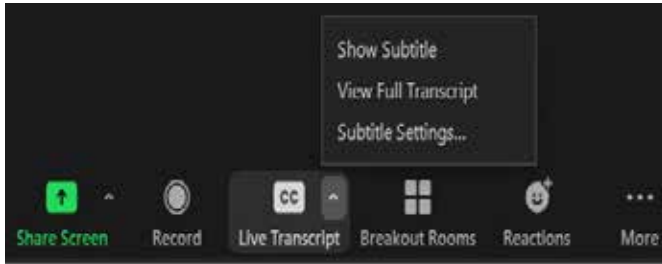 Show Subtitle
View Full Transcript
Subtitle Settings...
CC
Share Screen Record Live Transcript Breakout Rooms Reactions More